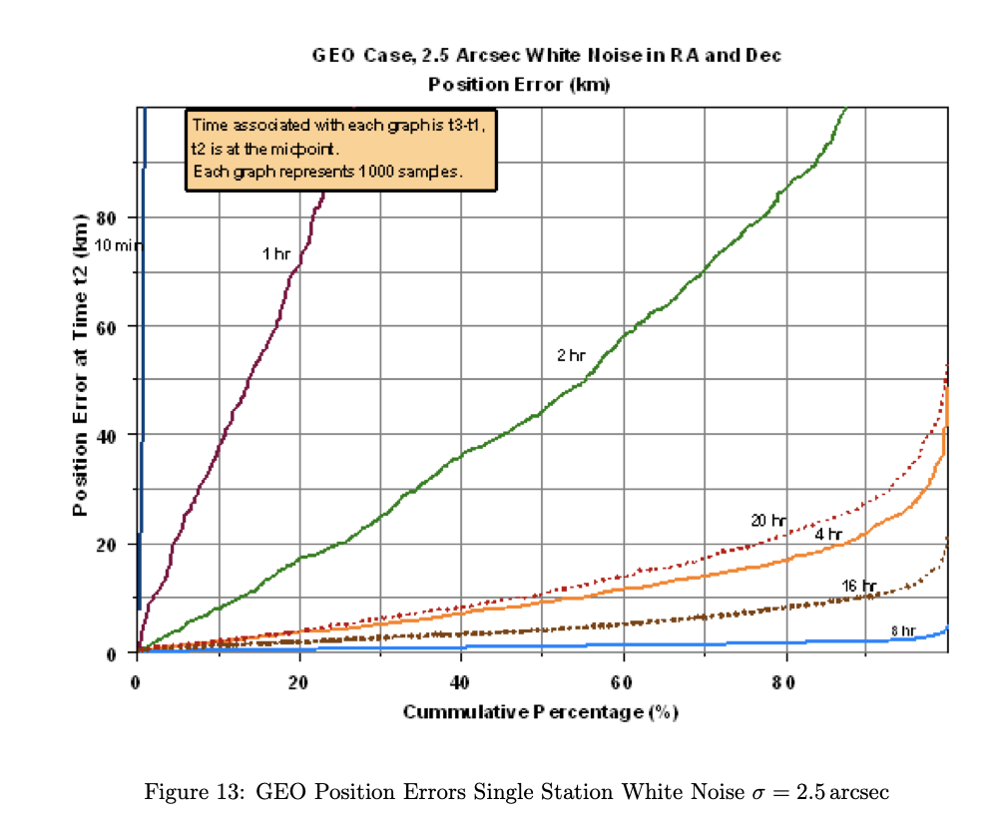 GEO Case, 2.5 Arcsec White Noise in RA and Dec
Position Error (km)
Time associated with each graph is t3-t1,
t2 is at the midpoint.
Each graph represents 1000 samples.
Position Error at Time t2 (km)
80
60
40
20
0
10 min
1 hr
2 hr
20 hr
4 hr
16 hr
8 hr
0
20
40
60
80
Cummulative Percentage (%)
Figure 13: GEO Position Errors Single Station White Noise σ = 2.5 arcsec